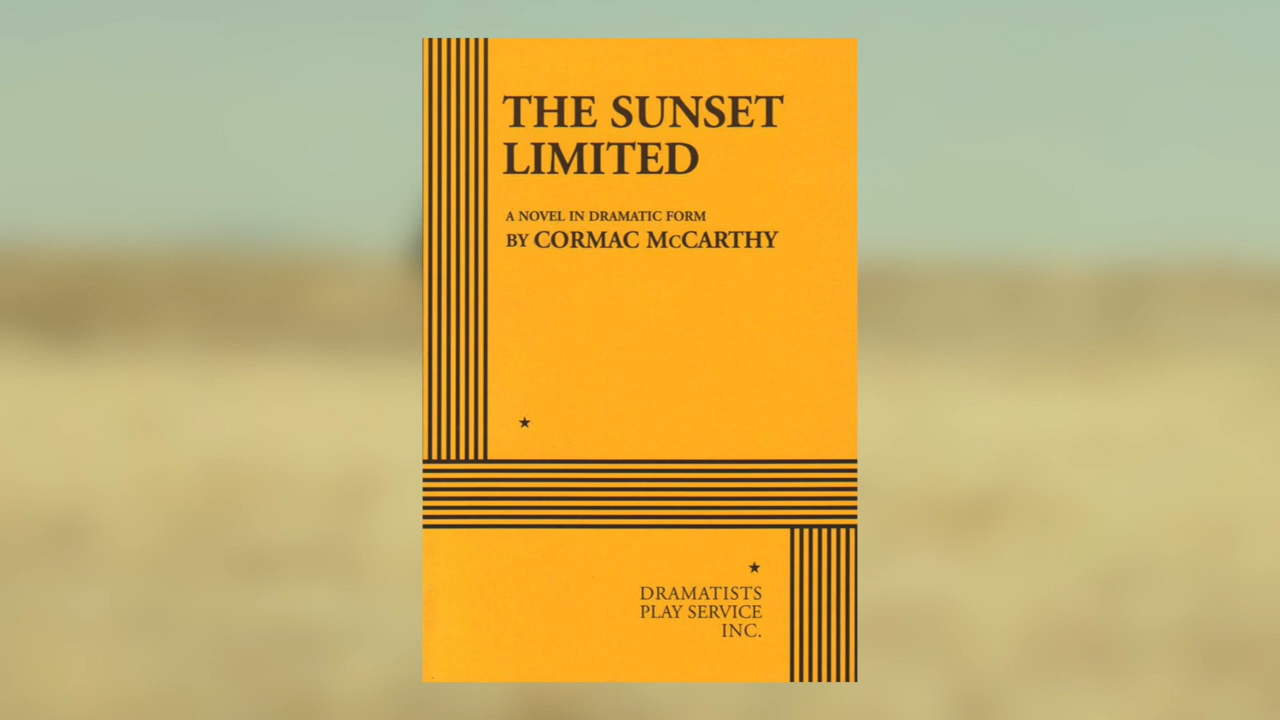 THE SUNSET
LIMITED
A NOVEL IN DRAMATIC FORM
BY CORMAC McCARTHY
DRAMATISTS
PLAY SERVICE
INC.